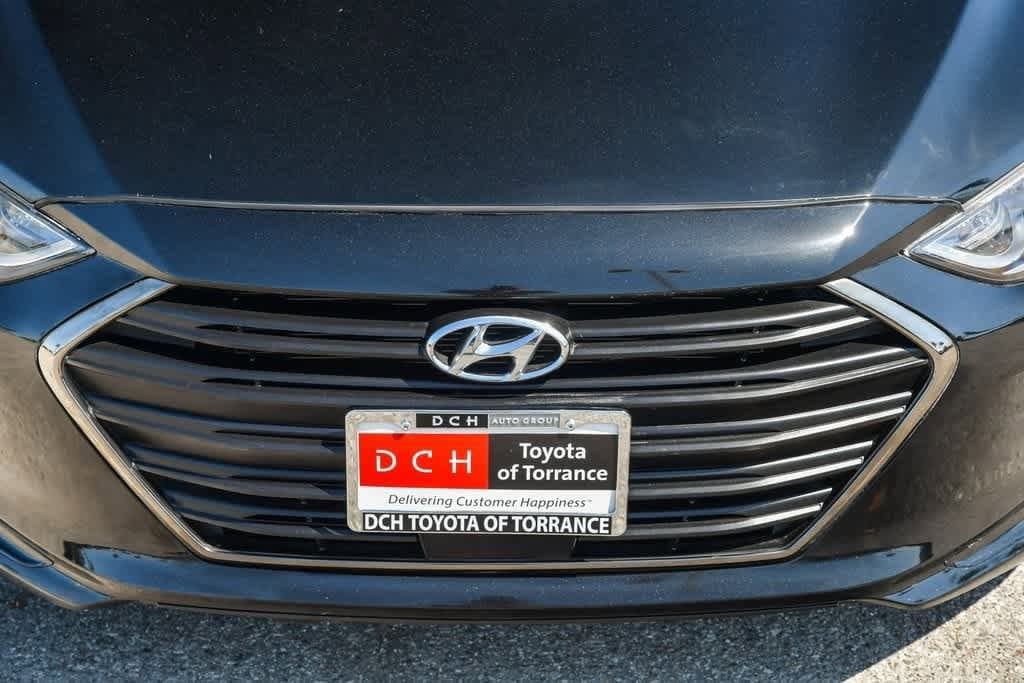 DCH AUTO GROUP
DCH
Toyota
of Torrance
Delivering Customer Happiness™
DCH TOYOTA OF TORRANCE